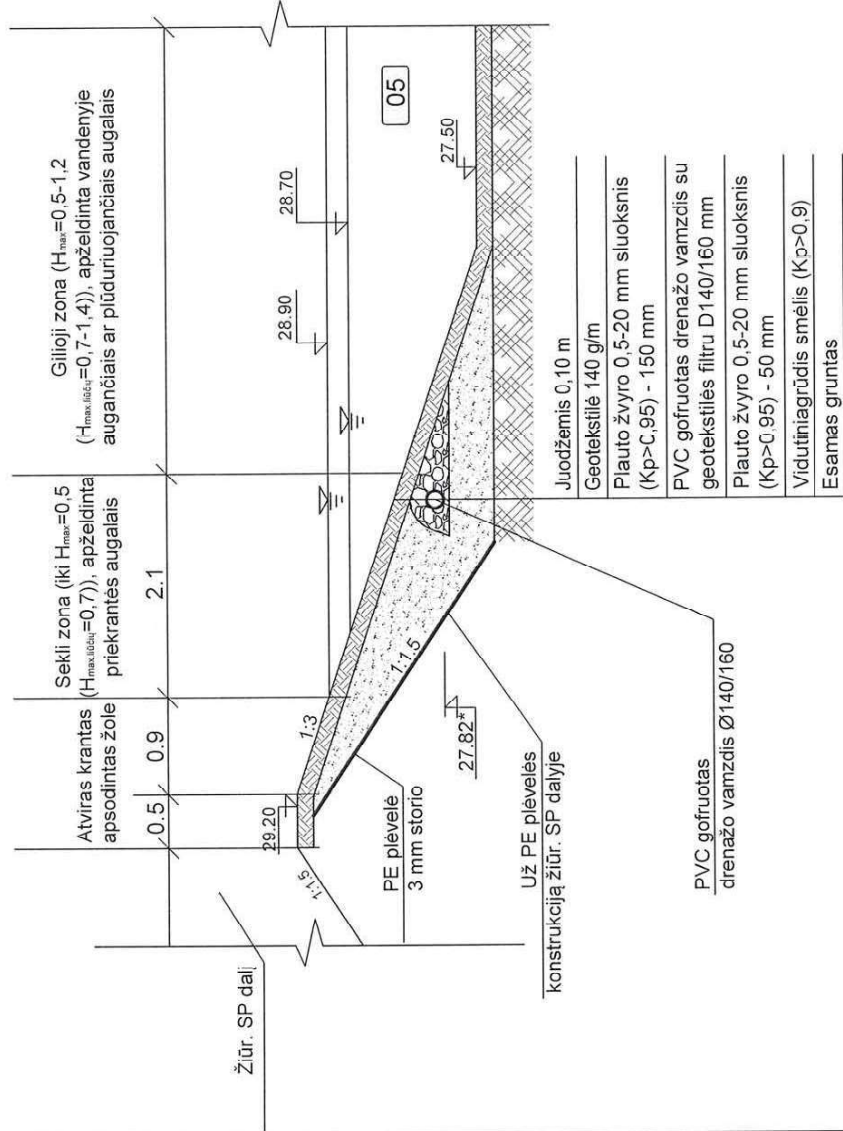 Žiūr. SP dalį
Atviras krantas
apsodintas žole
Sekli zona (iki Hmax=0,5
(Hmax.liūčių=0,7)), apželdinta
priekrantės augalais
Gilioji zona (Hmax=0,5-1,2
(Hmax.liūčių=0,7-1,4)), apželdinta vandenyje
augančiais ar plūduriuojančiais augalais
0.5
0.9
2.1
29.20
28.90
28.70
05
27.50
1:1.5
1:3
1:1.5
27.82*
PE plėvelė
3 mm storio
Už PE plėvelės
konstrukciją žiūr. SP dalyje
PVC gofruotas
drenažo vamzdis Ø140/160
Juodžemis 0,10 m
Geotekstilė 140 g/m
Plauto žvyro 0,5-20 mm sluoksnis
(Kp>0,95) - 150 mm
PVC gofruotas drenažo vamzdis su
geotekstilės filtru D140/160 mm
Plauto žvyro 0,5-20 mm sluoksnis
(Kp>0,95) - 50 mm
Vidutiniagrūdis smėlis (Kp>0,9)
Esamas gruntas